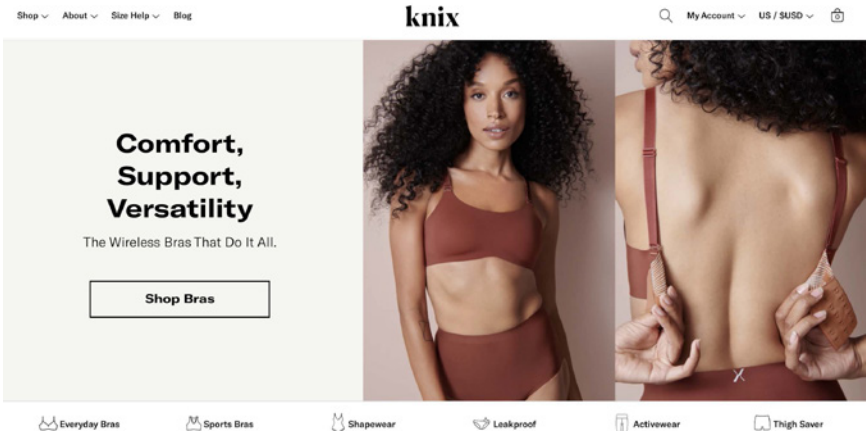 Shop
About
Size Help
Blog
knix
My Account
US / $USD
0
Comfort,
Support,
Versatility
The Wireless Bras That Do It All.
Shop Bras
Everyday Bras
Sports Bras
Shapewear
Leakproof
Activewear
Thigh Saver